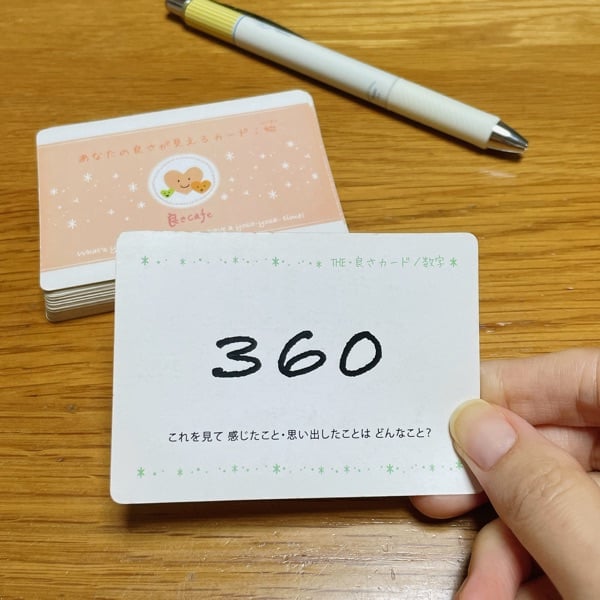 あなたの良さが見えるカード：
良ecafe
THE・良さカード／数字
360
これを見て 感じたこと・思い出したことは どんなこと?